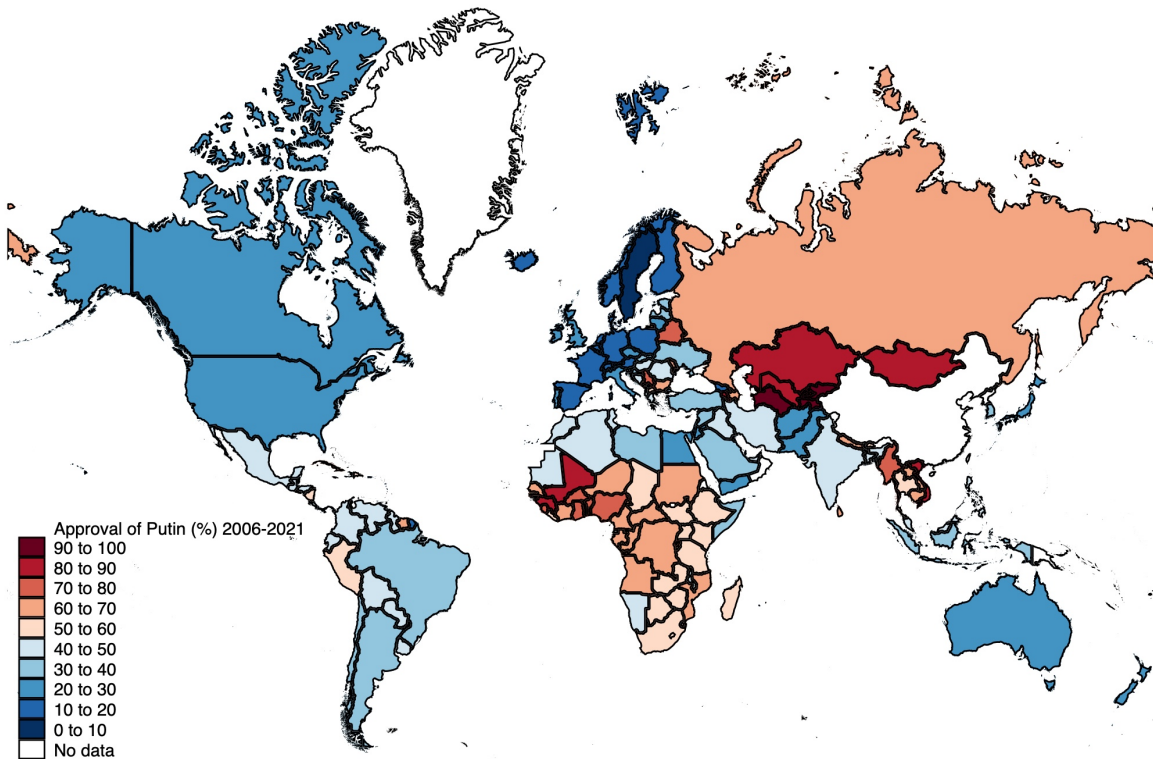 Approval of Putin (%) 2006-2021
90 to 100
80 to 90
70 to 80
60 to 70
50 to 60
40 to 50
30 to 40
20 to 30
10 to 20
0 to 10
No data